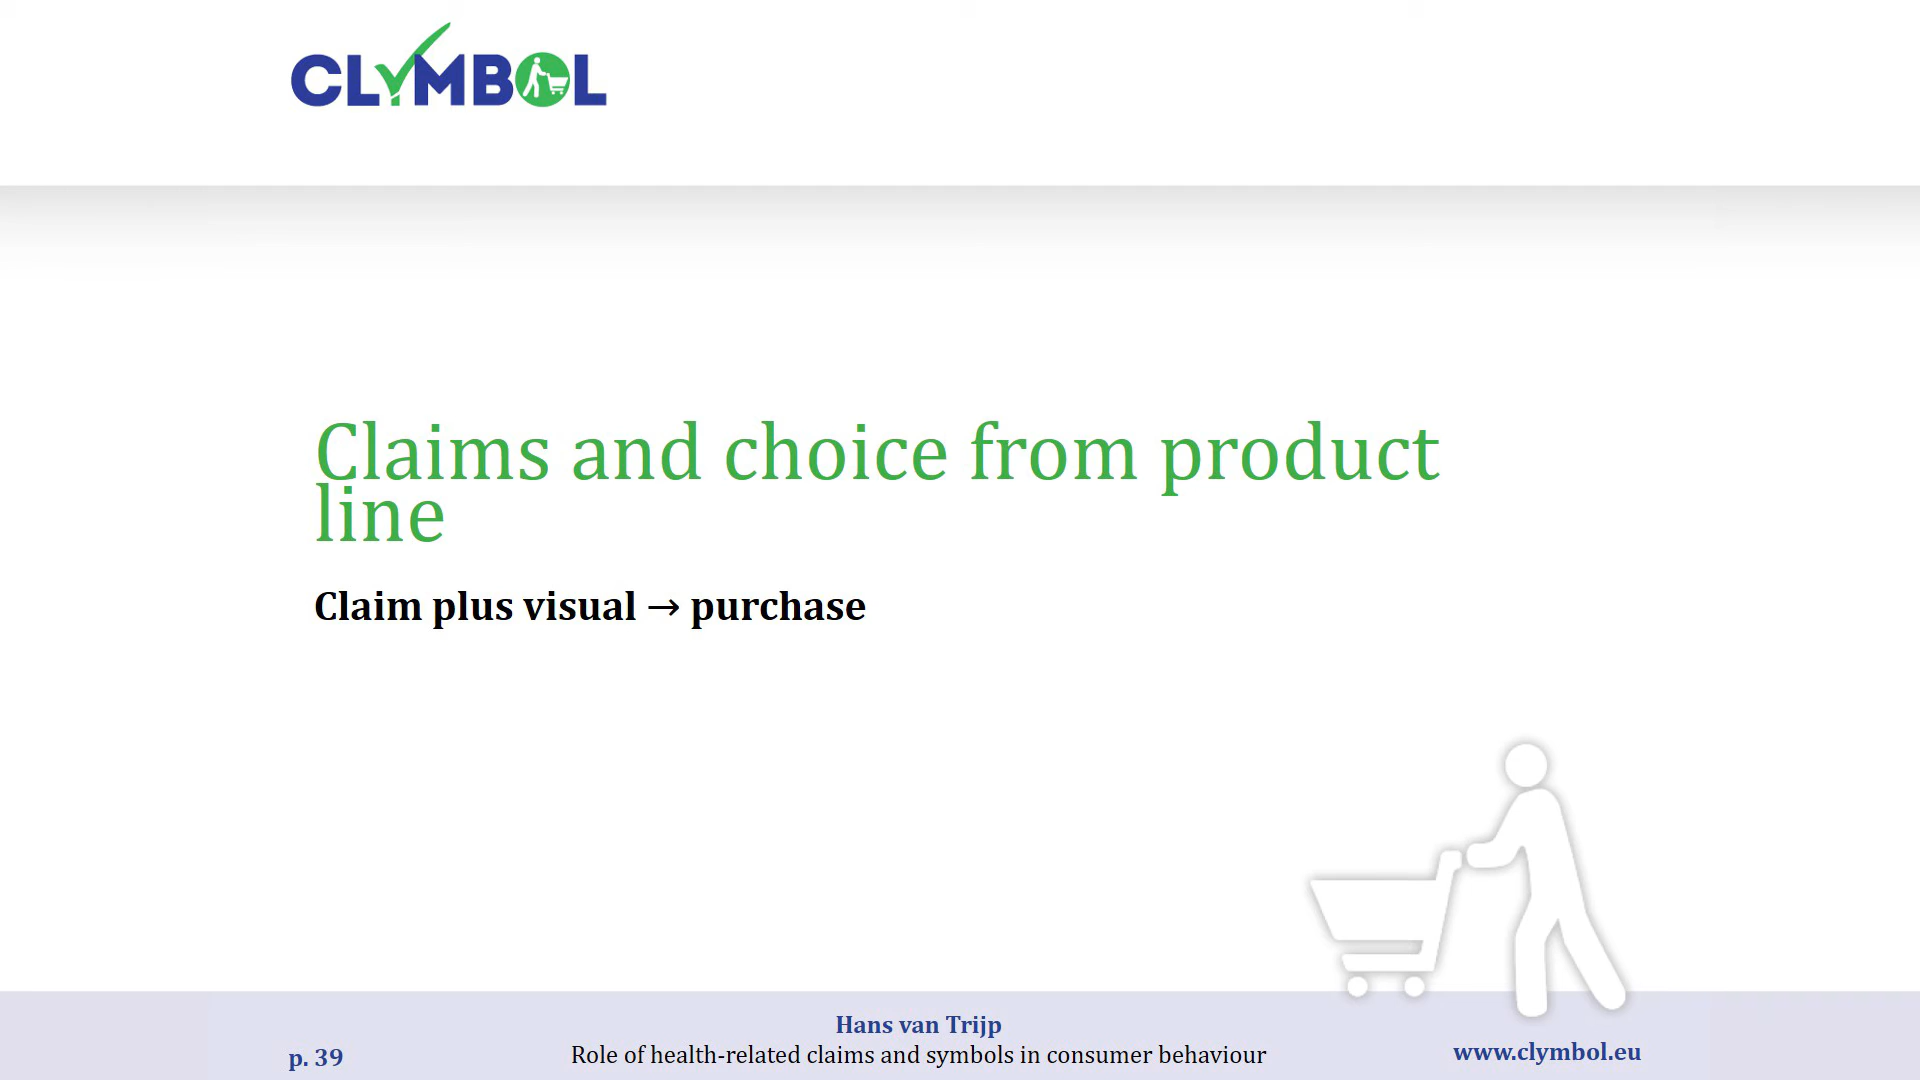 CLYMBOL
Claims and choice from product
line
Claim plus visual → purchase
Hans van Trijp
p. 39
Role of health-related claims and symbols in consumer behaviour
www.clymbol.eu